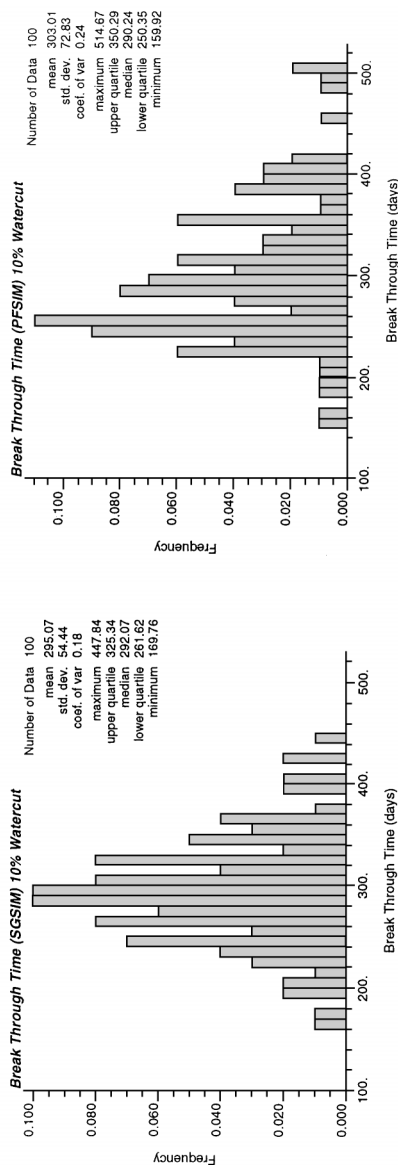 Break Through Time (SGSIM) 10% Watercut
Number of Data 100
mean 295.07
std. dev. 54.44
coef. of var 0.18
maximum 447.84
upper quartile 325.34
median 292.07
lower quartile 261.62
minimum 169.76
Frequency
0.100
0.080
0.060
0.040
0.020
0.000
100. 200. 300. 400. 500.
Break Through Time (days)
Break Through Time (PFSIM) 10% Watercut
Number of Data 100
mean 303.01
std. dev. 72.83
coef. of var 0.24
maximum 514.67
upper quartile 350.29
median 290.24
lower quartile 250.35
minimum 159.92
Frequency
0.100
0.080
0.060
0.040
0.020
0.000
100. 200. 300. 400. 500.
Break Through Time (days)